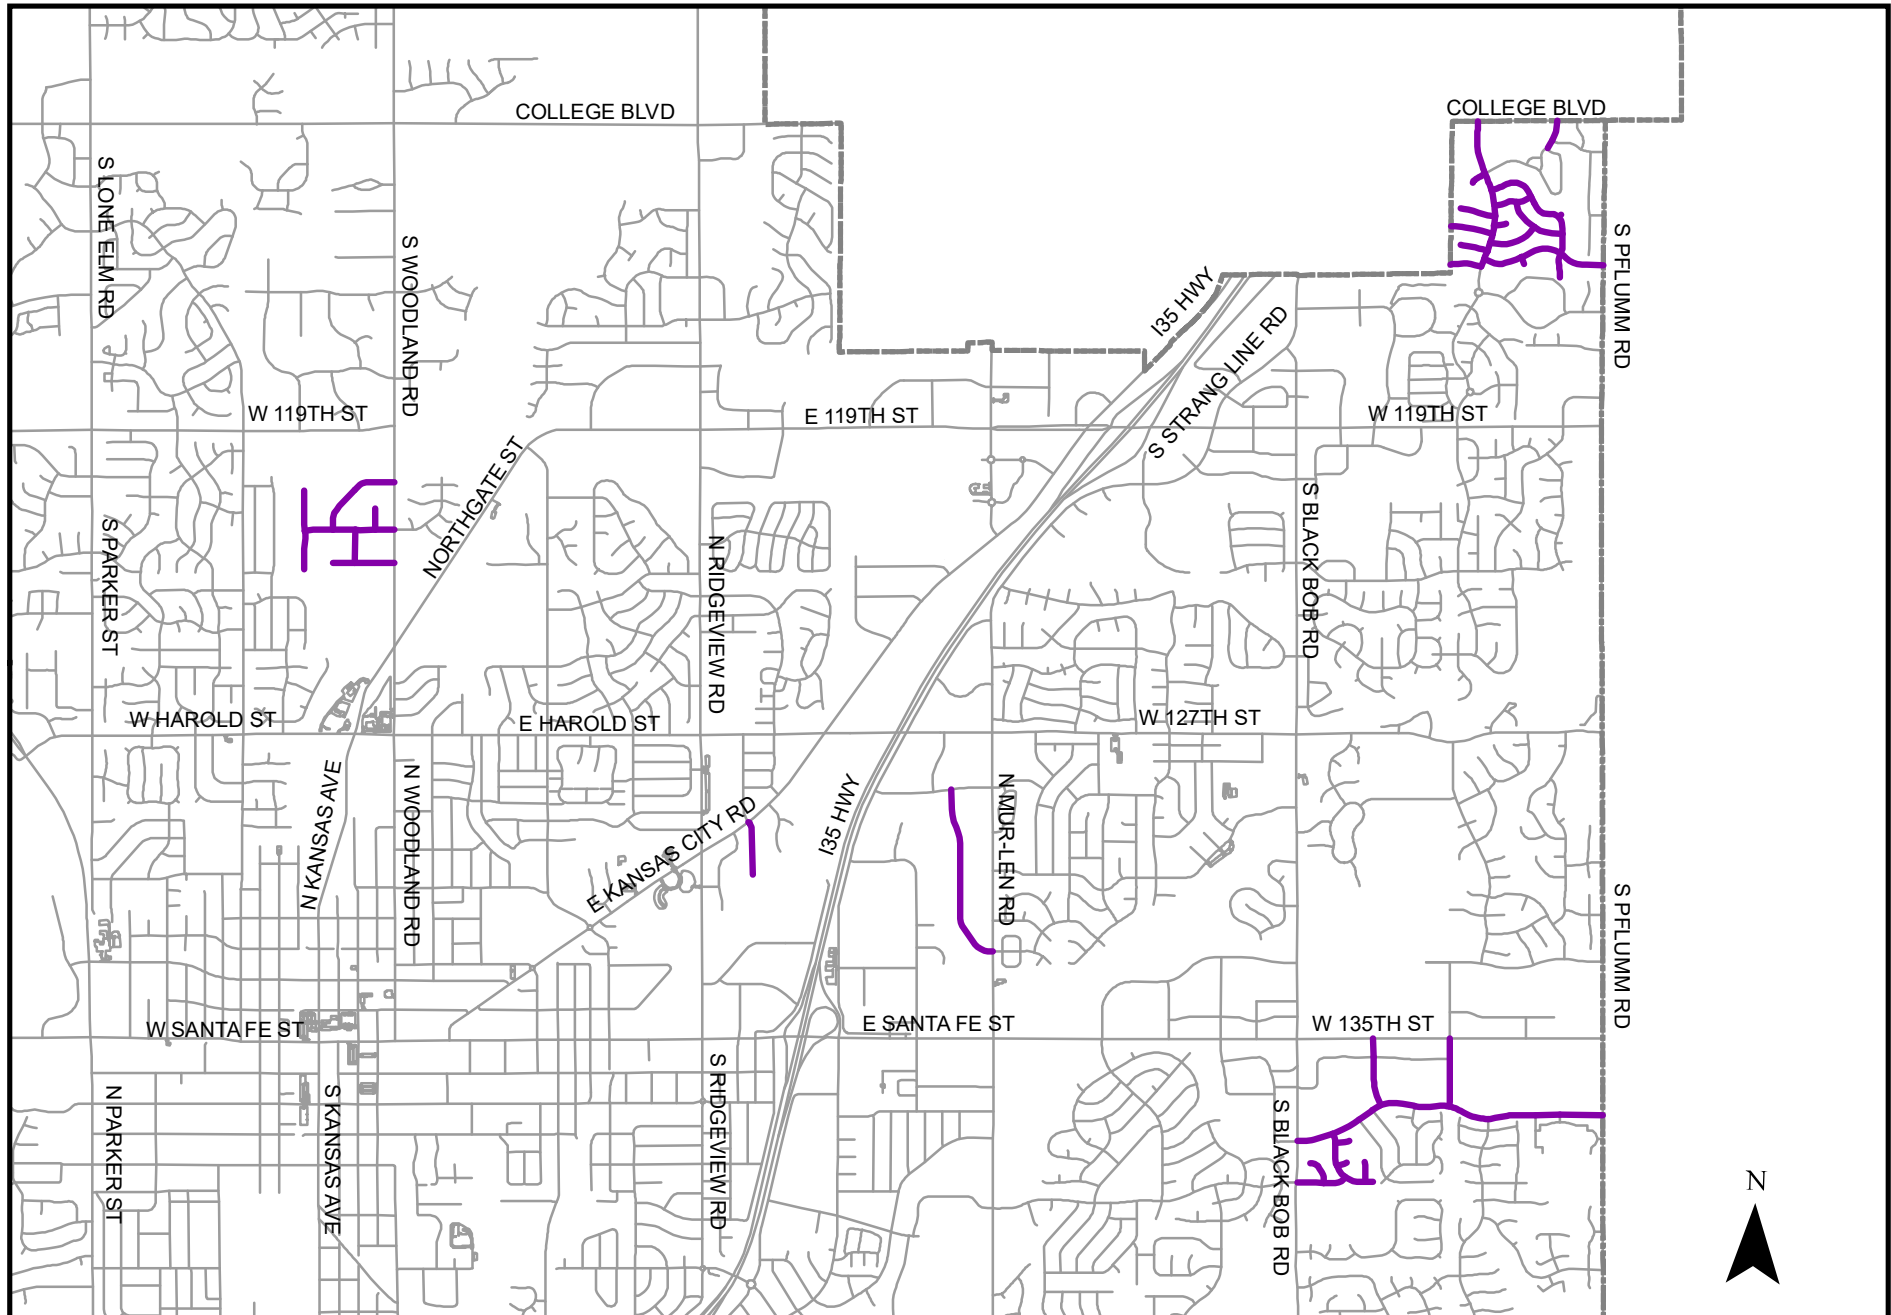 COLLEGE BLVD
COLLEGE BLVD
S LONE ELM RD
S WOODLAND RD
S PFLUMM RD
I35 HWY
S STRANG LINE RD
W 119TH ST
E 119TH ST
W 119TH ST
NORTHGATE ST
S PARKER ST
N RIDGEVIEW RD
S BLACK BOB RD
W HAROLD ST
E HAROLD ST
W 127TH ST
N KANSAS AVE
N WOODLAND RD
E KANSAS CITY RD
I35 HWY
N MUR-LEN RD
S PFLUMM RD
W SANTA FE ST
E SANTA FE ST
W 135TH ST
N PARKER ST
S KANSAS AVE
S RIDGEVIEW RD
S BLACK BOB RD
N